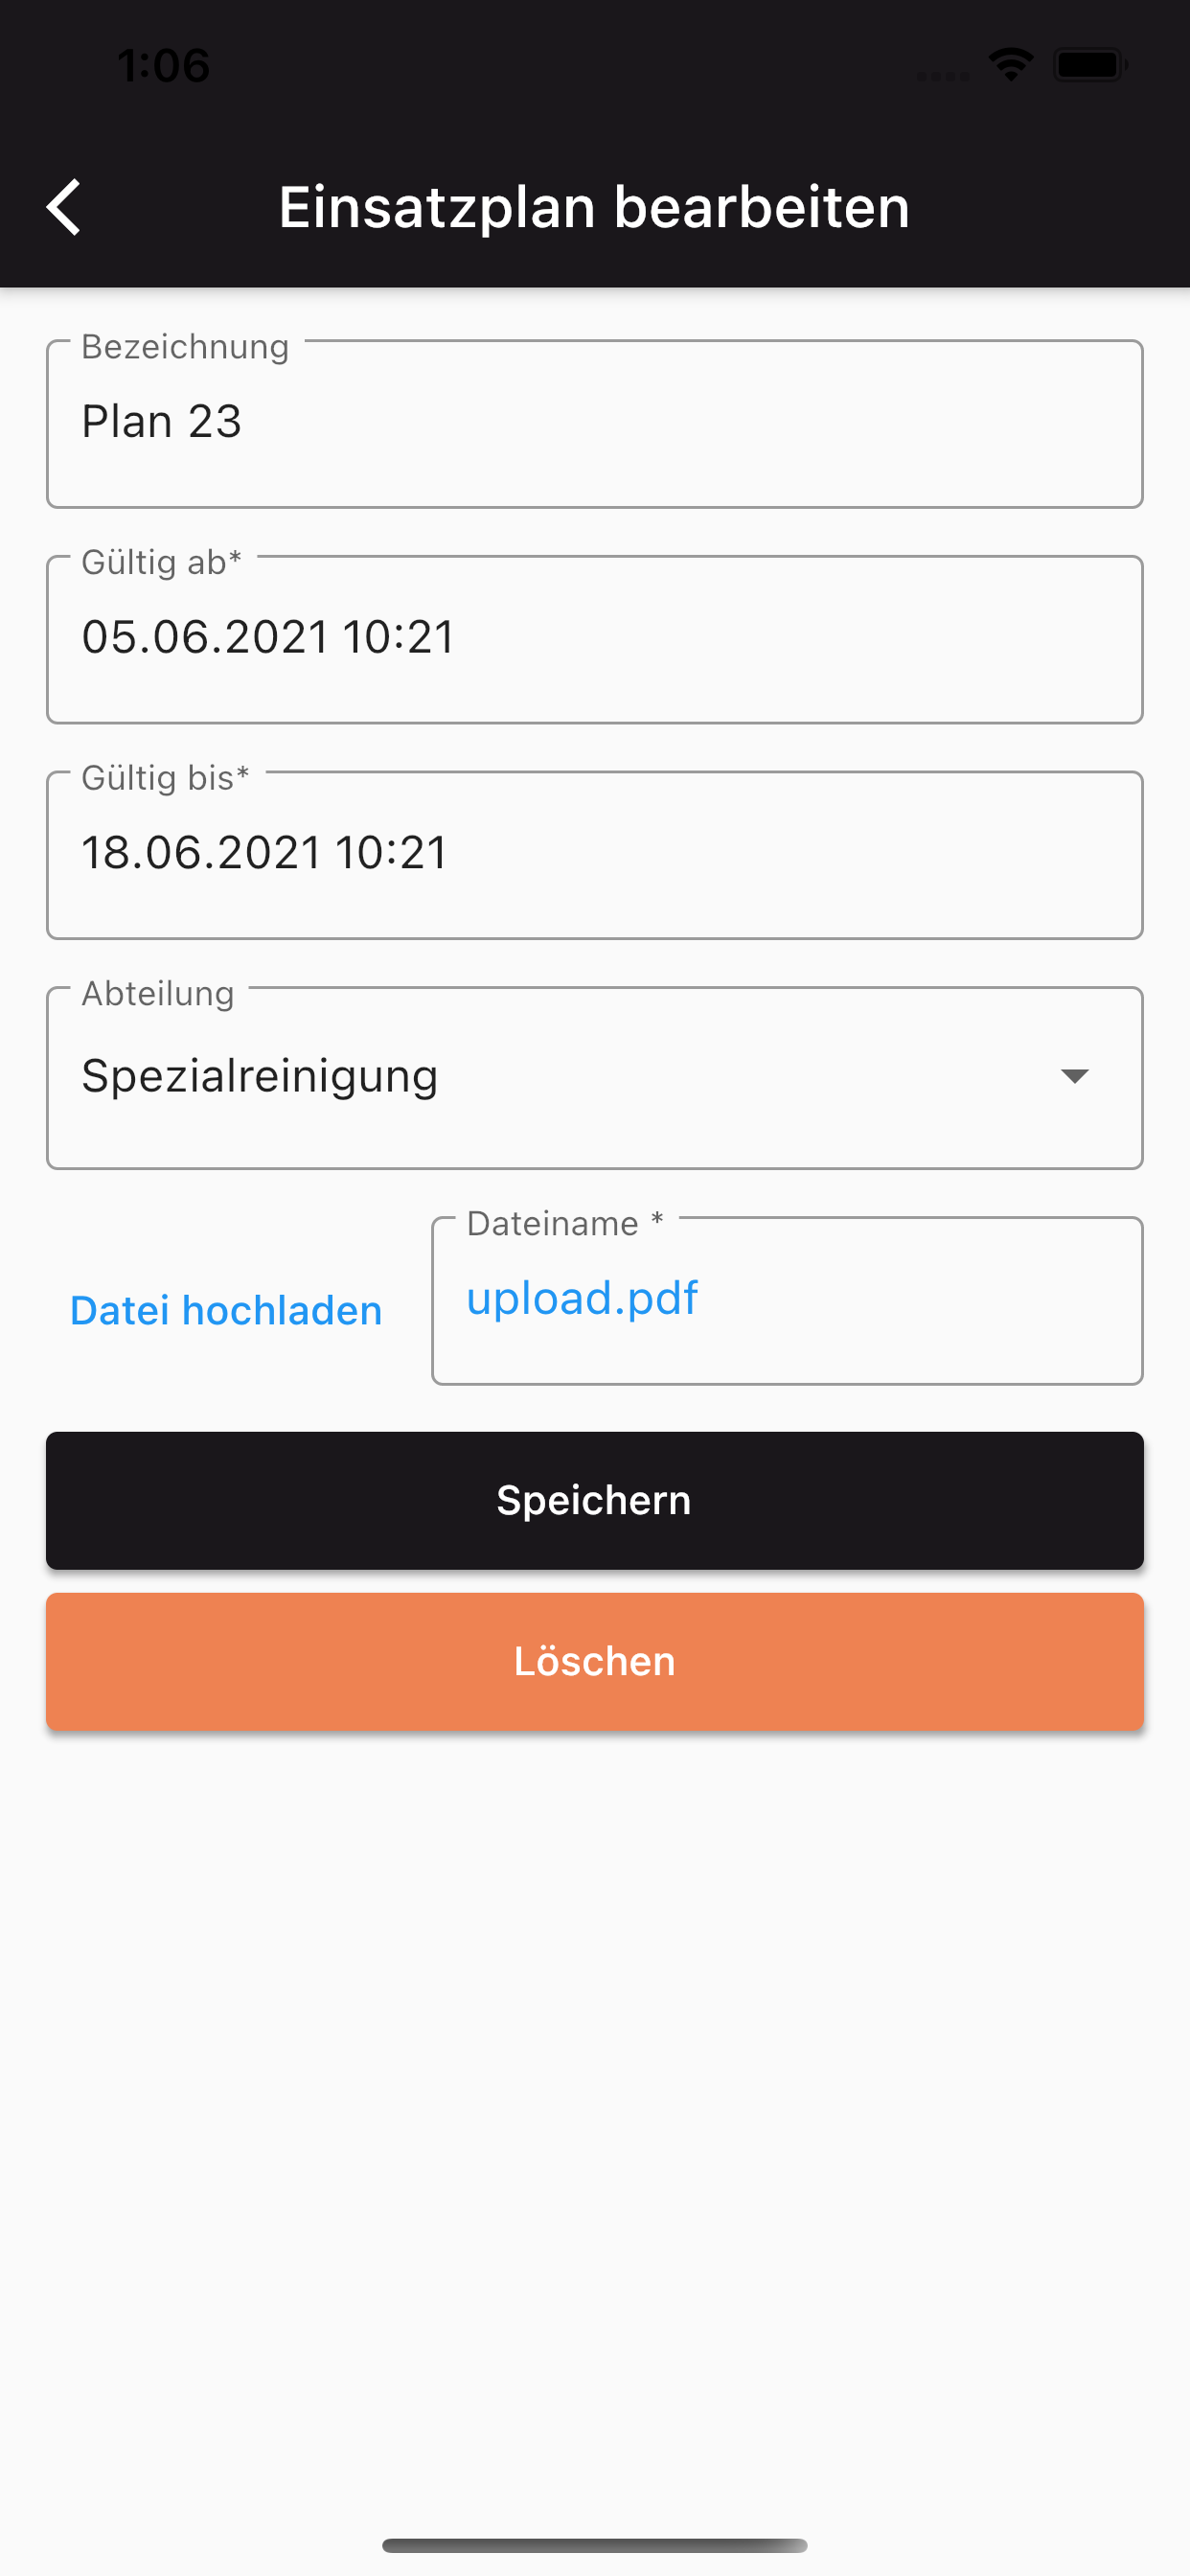 1:06
Einsatzplan bearbeiten
Bezeichnung
Plan 23
Gültig ab*
05.06.2021 10:21
Gültig bis*
18.06.2021 10:21
Abteilung
Spezialreinigung
Dateiname *
Datei hochladen
upload.pdf
Speichern
Löschen